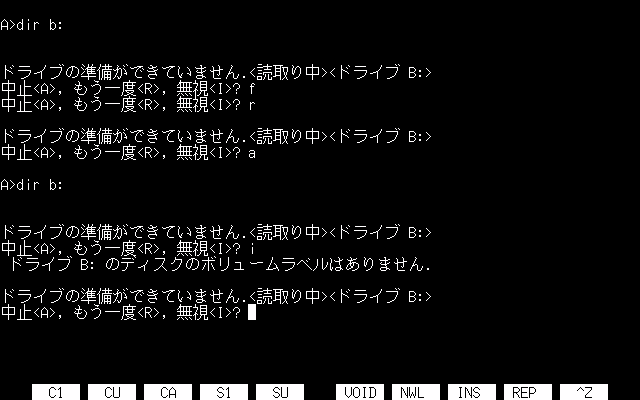 A>dir b:
ドライブの準備ができていません.<読取り中><ドライブ B:>
中止<A>, もう一度<R>, 無視<I>? f
中止<A>, もう一度<R>, 無視<I>? r
ドライブの準備ができていません.<読取り中><ドライブ B:>
中止<A>, もう一度<R>, 無視<I>? a
A>dir b:
ドライブの準備ができていません.<読取り中><ドライブ B:>
中止<A>, もう一度<R>, 無視<I>? i
ドライブ B: のディスクのボリュームラベルはありません.
ドライブの準備ができていません.<読取り中><ドライブ B:>
中止<A>, もう一度<R>, 無視<I>?
C1 CU CA S1 SU VOID NWL INS REP ^Z